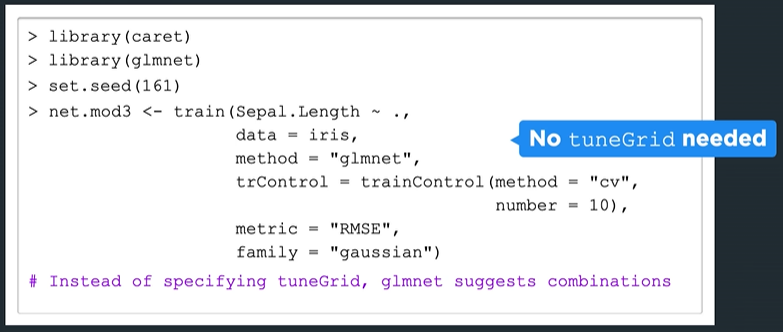 > library(caret)
> library(glmnet)
> set.seed(161)
> net.mod3 <- train(Sepal.Length ~ .,
data = iris,
No tuneGrid needed
method = "glmnet",
trControl = trainControl(method = "cv",
number = 10),
metric = "RMSE",
family = "gaussian")
# Instead of specifying tuneGrid, glmnet suggests combinations